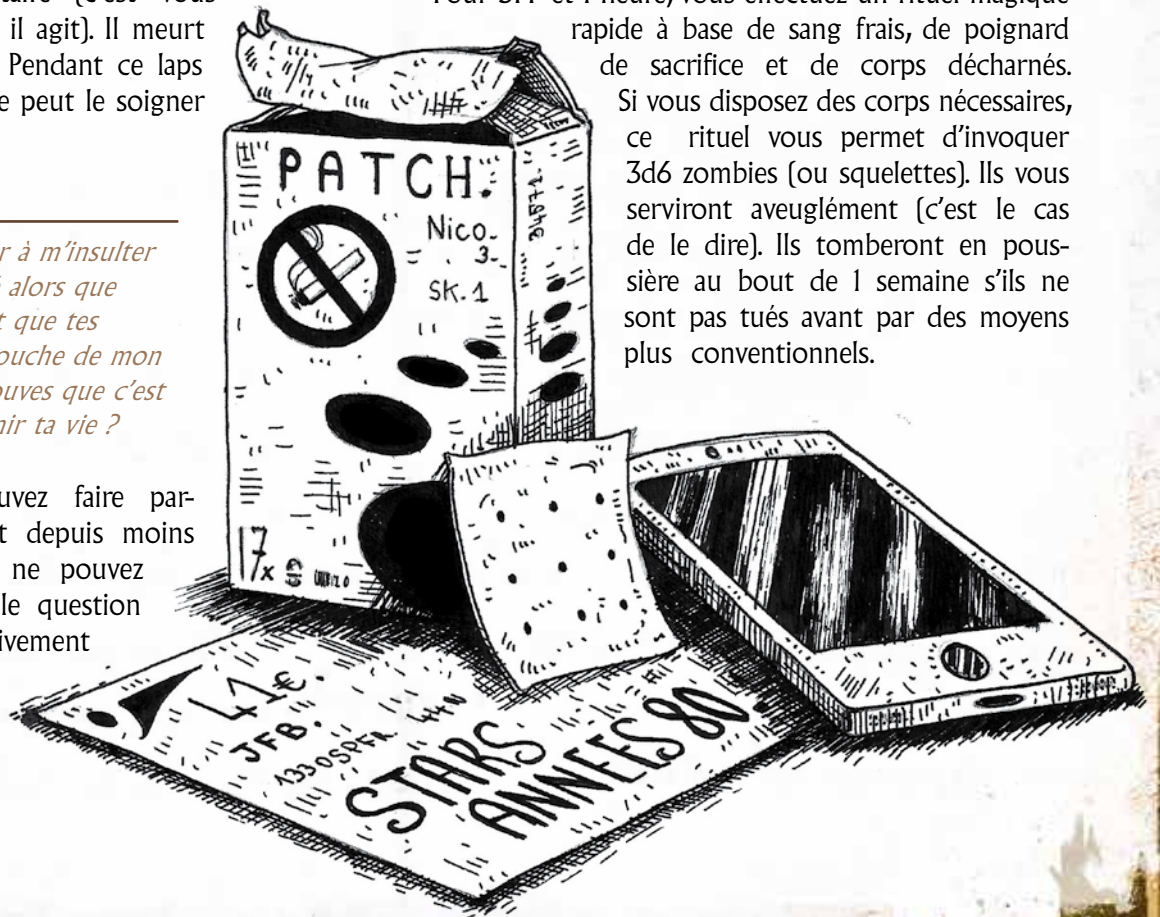 il agit). Il meurt
Pendant ce laps
e peut le soigner
r à m'insulter
alors que
t que tes
ouche de mon
ouves que c'est
nir ta vie ?
uvez faire par-
t depuis moins
ne pouvez
le question
ivement
rapide à base de sang frais, de poignard
de sacrifice et de corps décharnés.
Si vous disposez des corps nécessaires,
ce rituel vous permet d'invoquer
3d6 zombies (ou squelettes). Ils vous
serviront aveuglément (c'est le cas
de le dire). Ils tomberont en pous-
sière au bout de 1 semaine s'ils ne
sont pas tués avant par des moyens
plus conventionnels.
PATCH.
Nico.
3-
SK.1
7x
41€.
JFB.
STARS
ANNEES 80